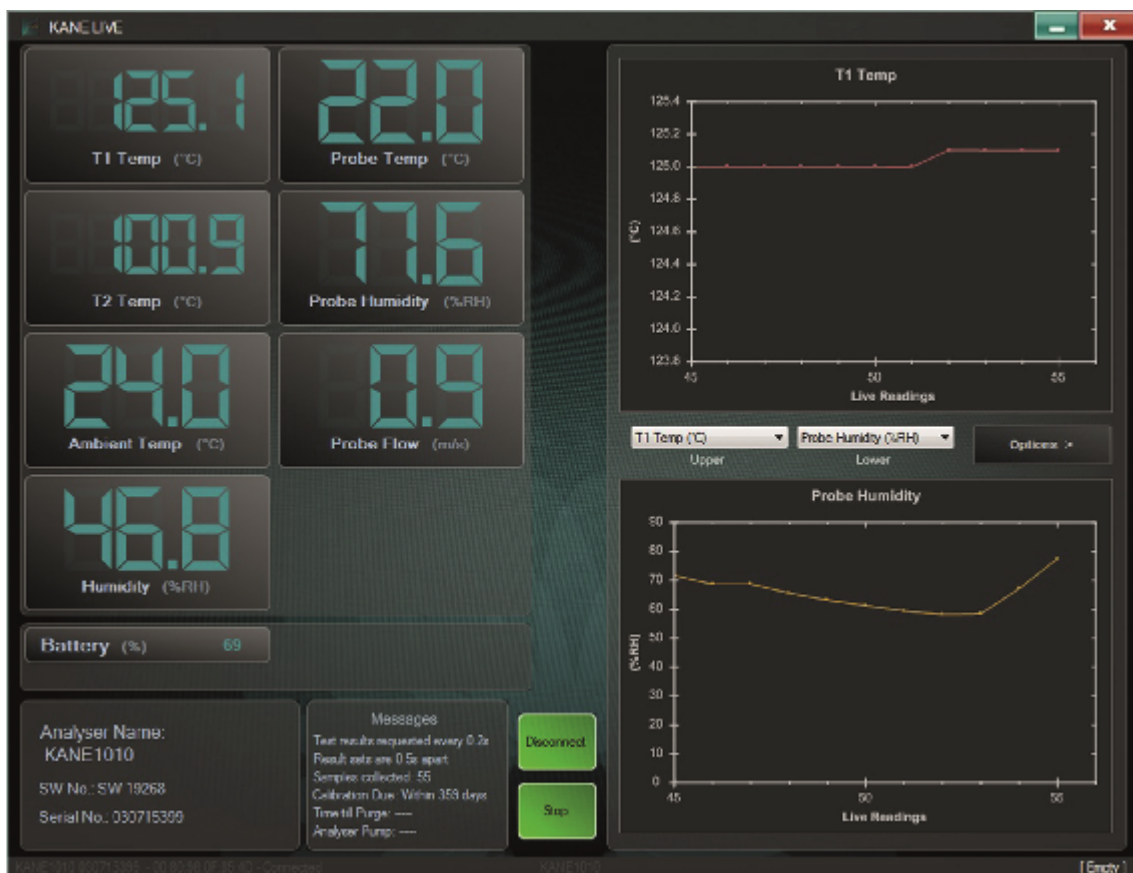 KANE LIVE
125.1
T1 Temp (°C)
22.0
Probe Temp (°C)
100.9
T2 Temp (°C)
77.6
Probe Humidity (%RH)
24.0
Ambient Temp (°C)
0.9
Probe Flow (m/s)
46.8
Humidity (%RH)
Battery (%) 69
Analyser Name:
KANE1010
SW No.: SW 19268
Serial No.: 030715399
Messages
Test results requested every 0.2s
Result sets are 0.5s apart
Samples collected: 55
Calibration Due: Within 359 days
Time till Purge: ----
Analyser Pump: ----
Disconnect
Stop
T1 Temp
125.4
125.2
125.0
124.8
124.6
124.4
124.2
124.0
123.8
(°C)
45 50 55
Live Readings
T1 Temp (°C)
Upper
Probe Humidity (%RH)
Lower
Options >
Probe Humidity
90
80
70
60
50
40
30
20
10
0
(%RH)
45 50 55
Live Readings
KANE1010
[Empty]